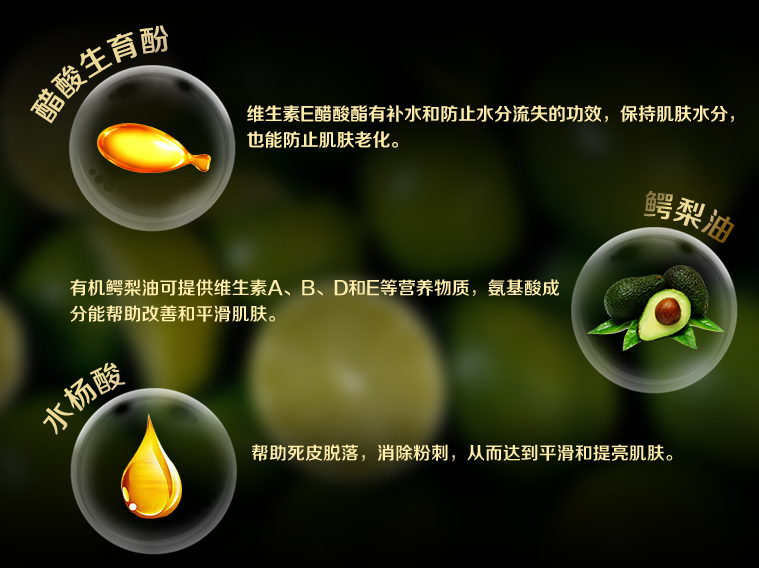 醋酸生育酚
维生素E醋酸酯有补水和防止水分流失的功效，保持肌肤水分，
也能防止肌肤老化。
鳄梨油
有机鳄梨油可提供维生素A、B、D和E等营养物质，氨基酸成
分能帮助改善和平滑肌肤。
水杨酸
帮助死皮脱落，消除粉刺，从而达到平滑和提亮肌肤。